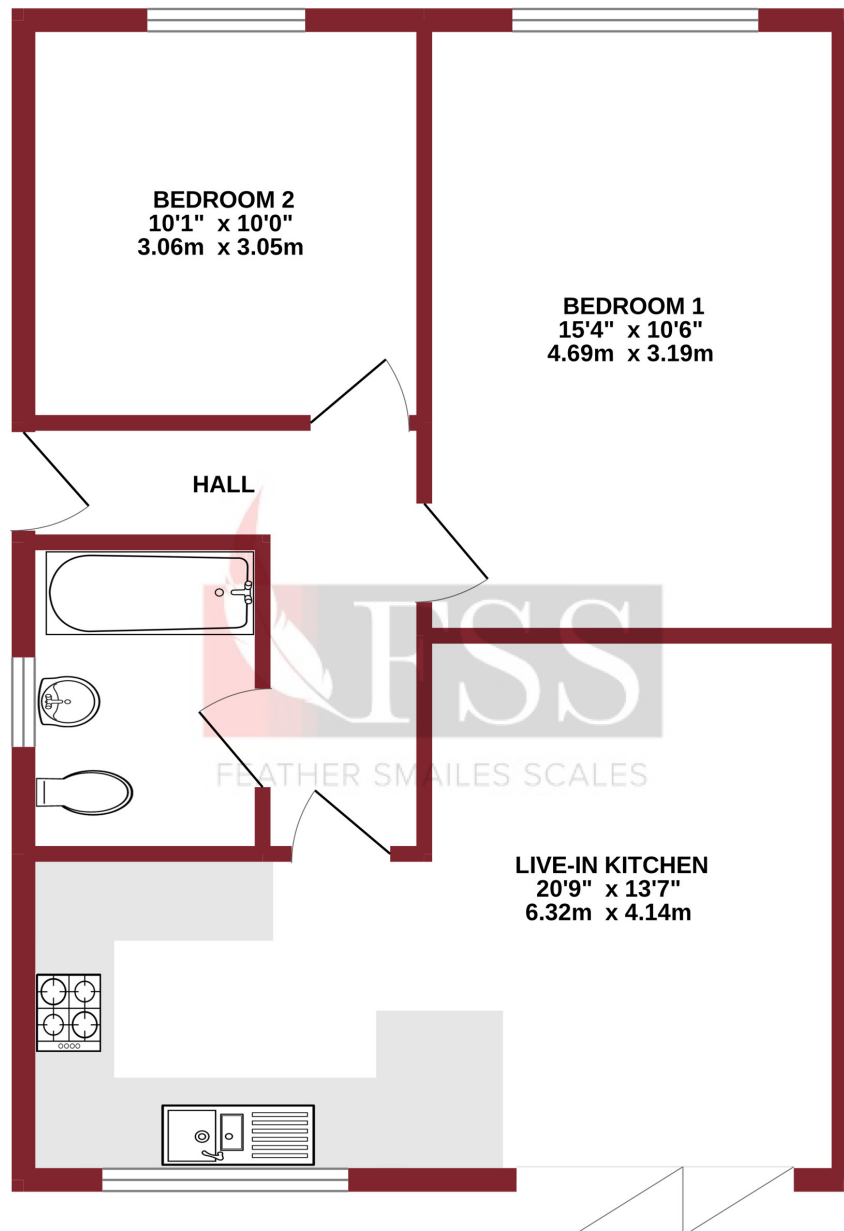 BEDROOM 2
10'1" x 10'0"
3.06m x 3.05m
BEDROOM 1
15'4" x 10'6"
4.69m x 3.19m
HALL
FSS
FEATHER SMAILES SCALES
LIVE-IN KITCHEN
20'9" x 13'7"
6.32m x 4.14m